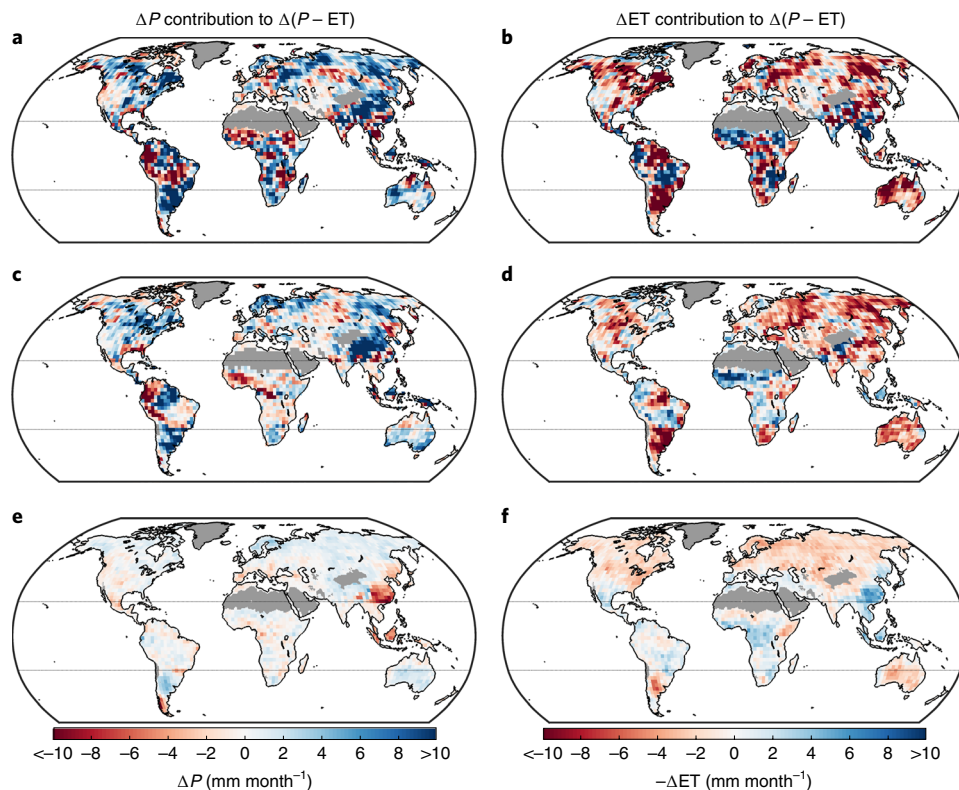 ΔP contribution to Δ(P – ET)
ΔET contribution to Δ(P – ET)
a
b
c
d
e
f
<–10 –8 –6 –4 –2 0 2 4 6 8 >10
ΔP (mm month⁻¹)
<–10 –8 –6 –4 –2 0 2 4 6 8 >10
–ΔET (mm month⁻¹)